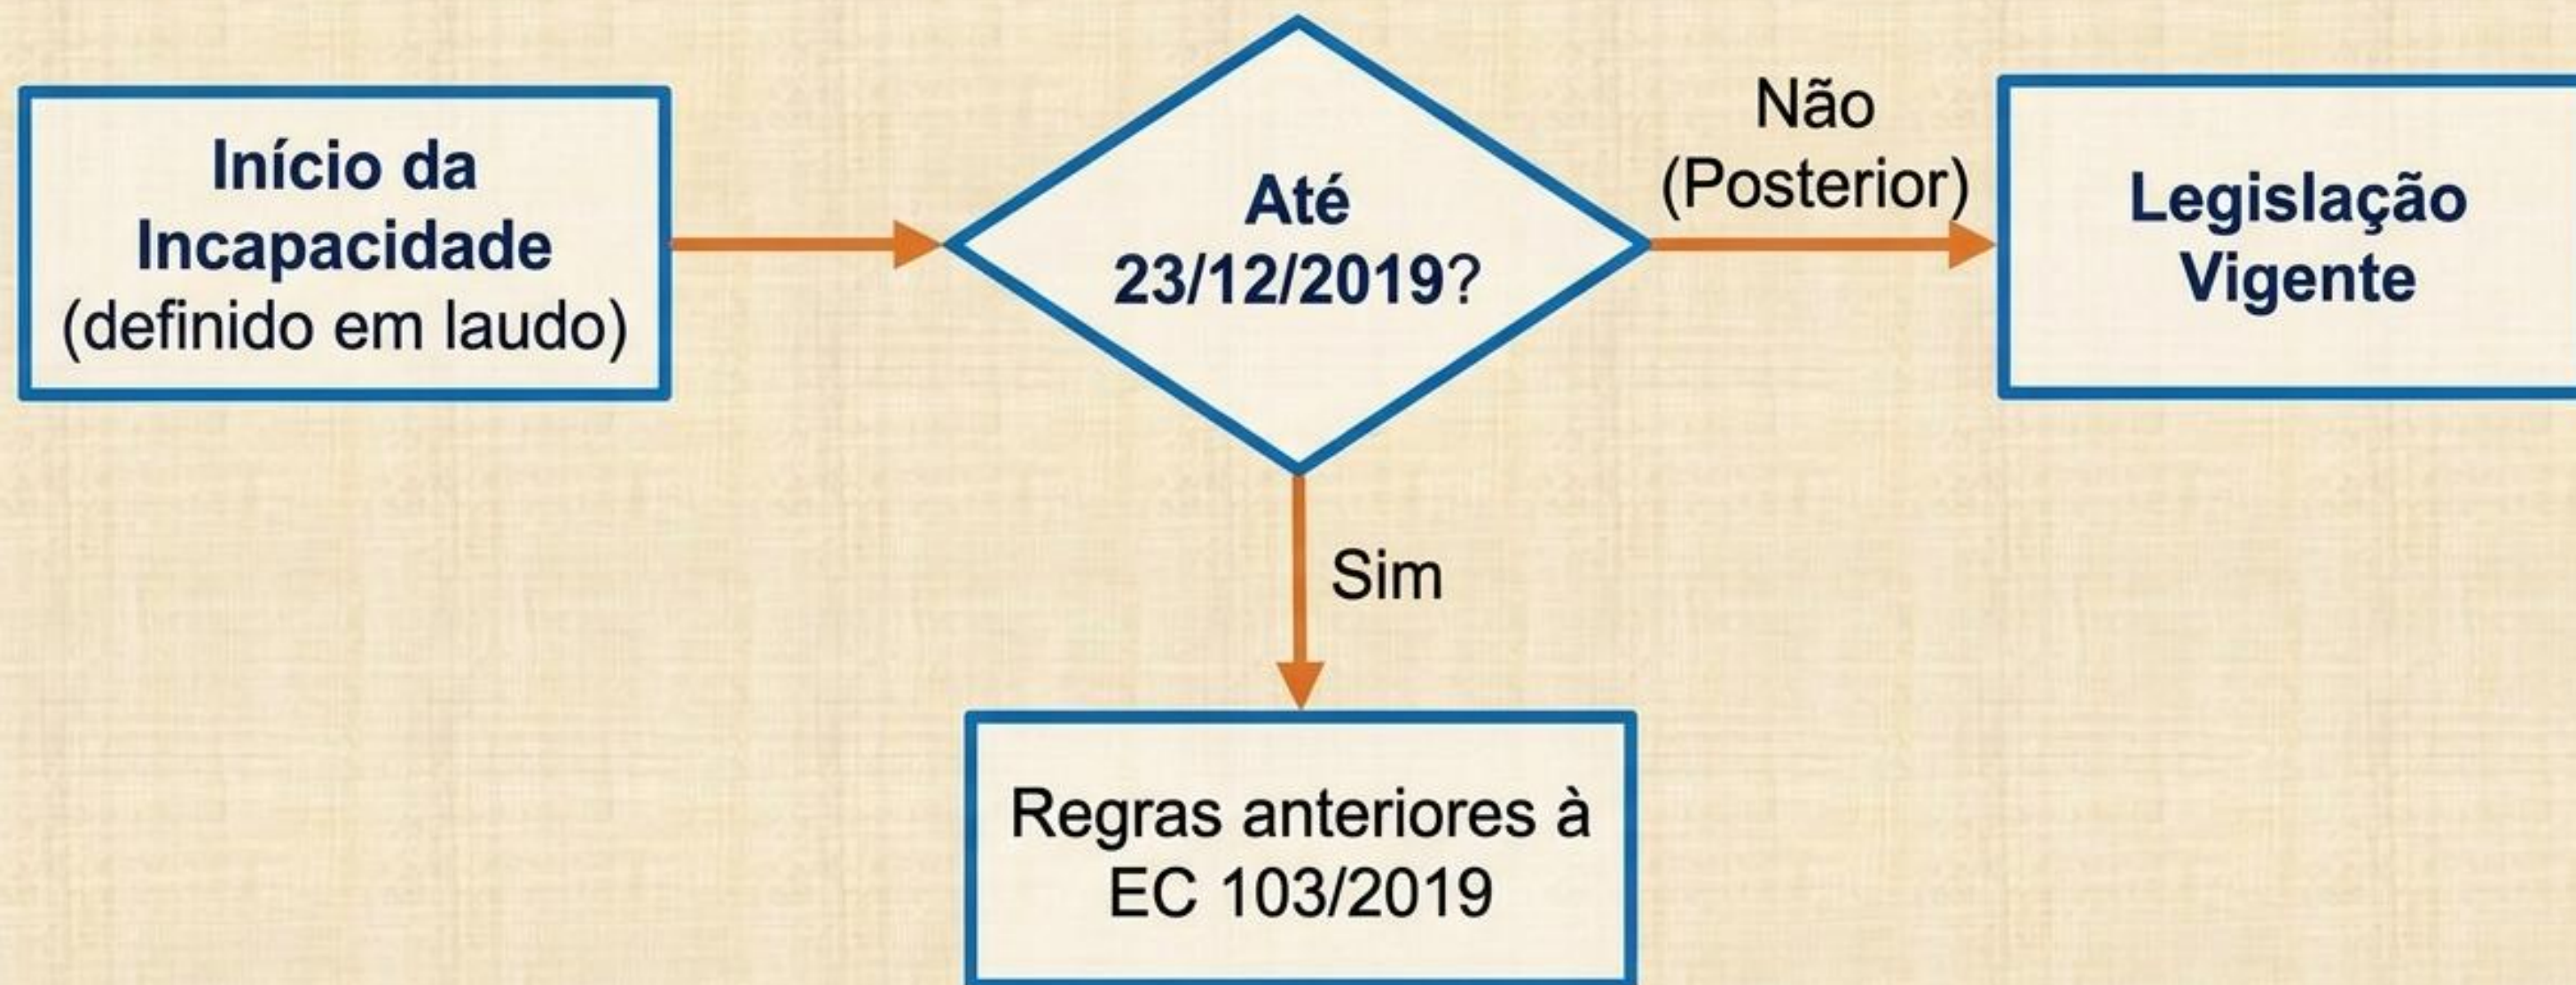 Início da
Incapacidade
(definido em laudo)
Até
23/12/2019?
Não
(Posterior)
Legislação
Vigente
Sim
Regras anteriores à
EC 103/2019